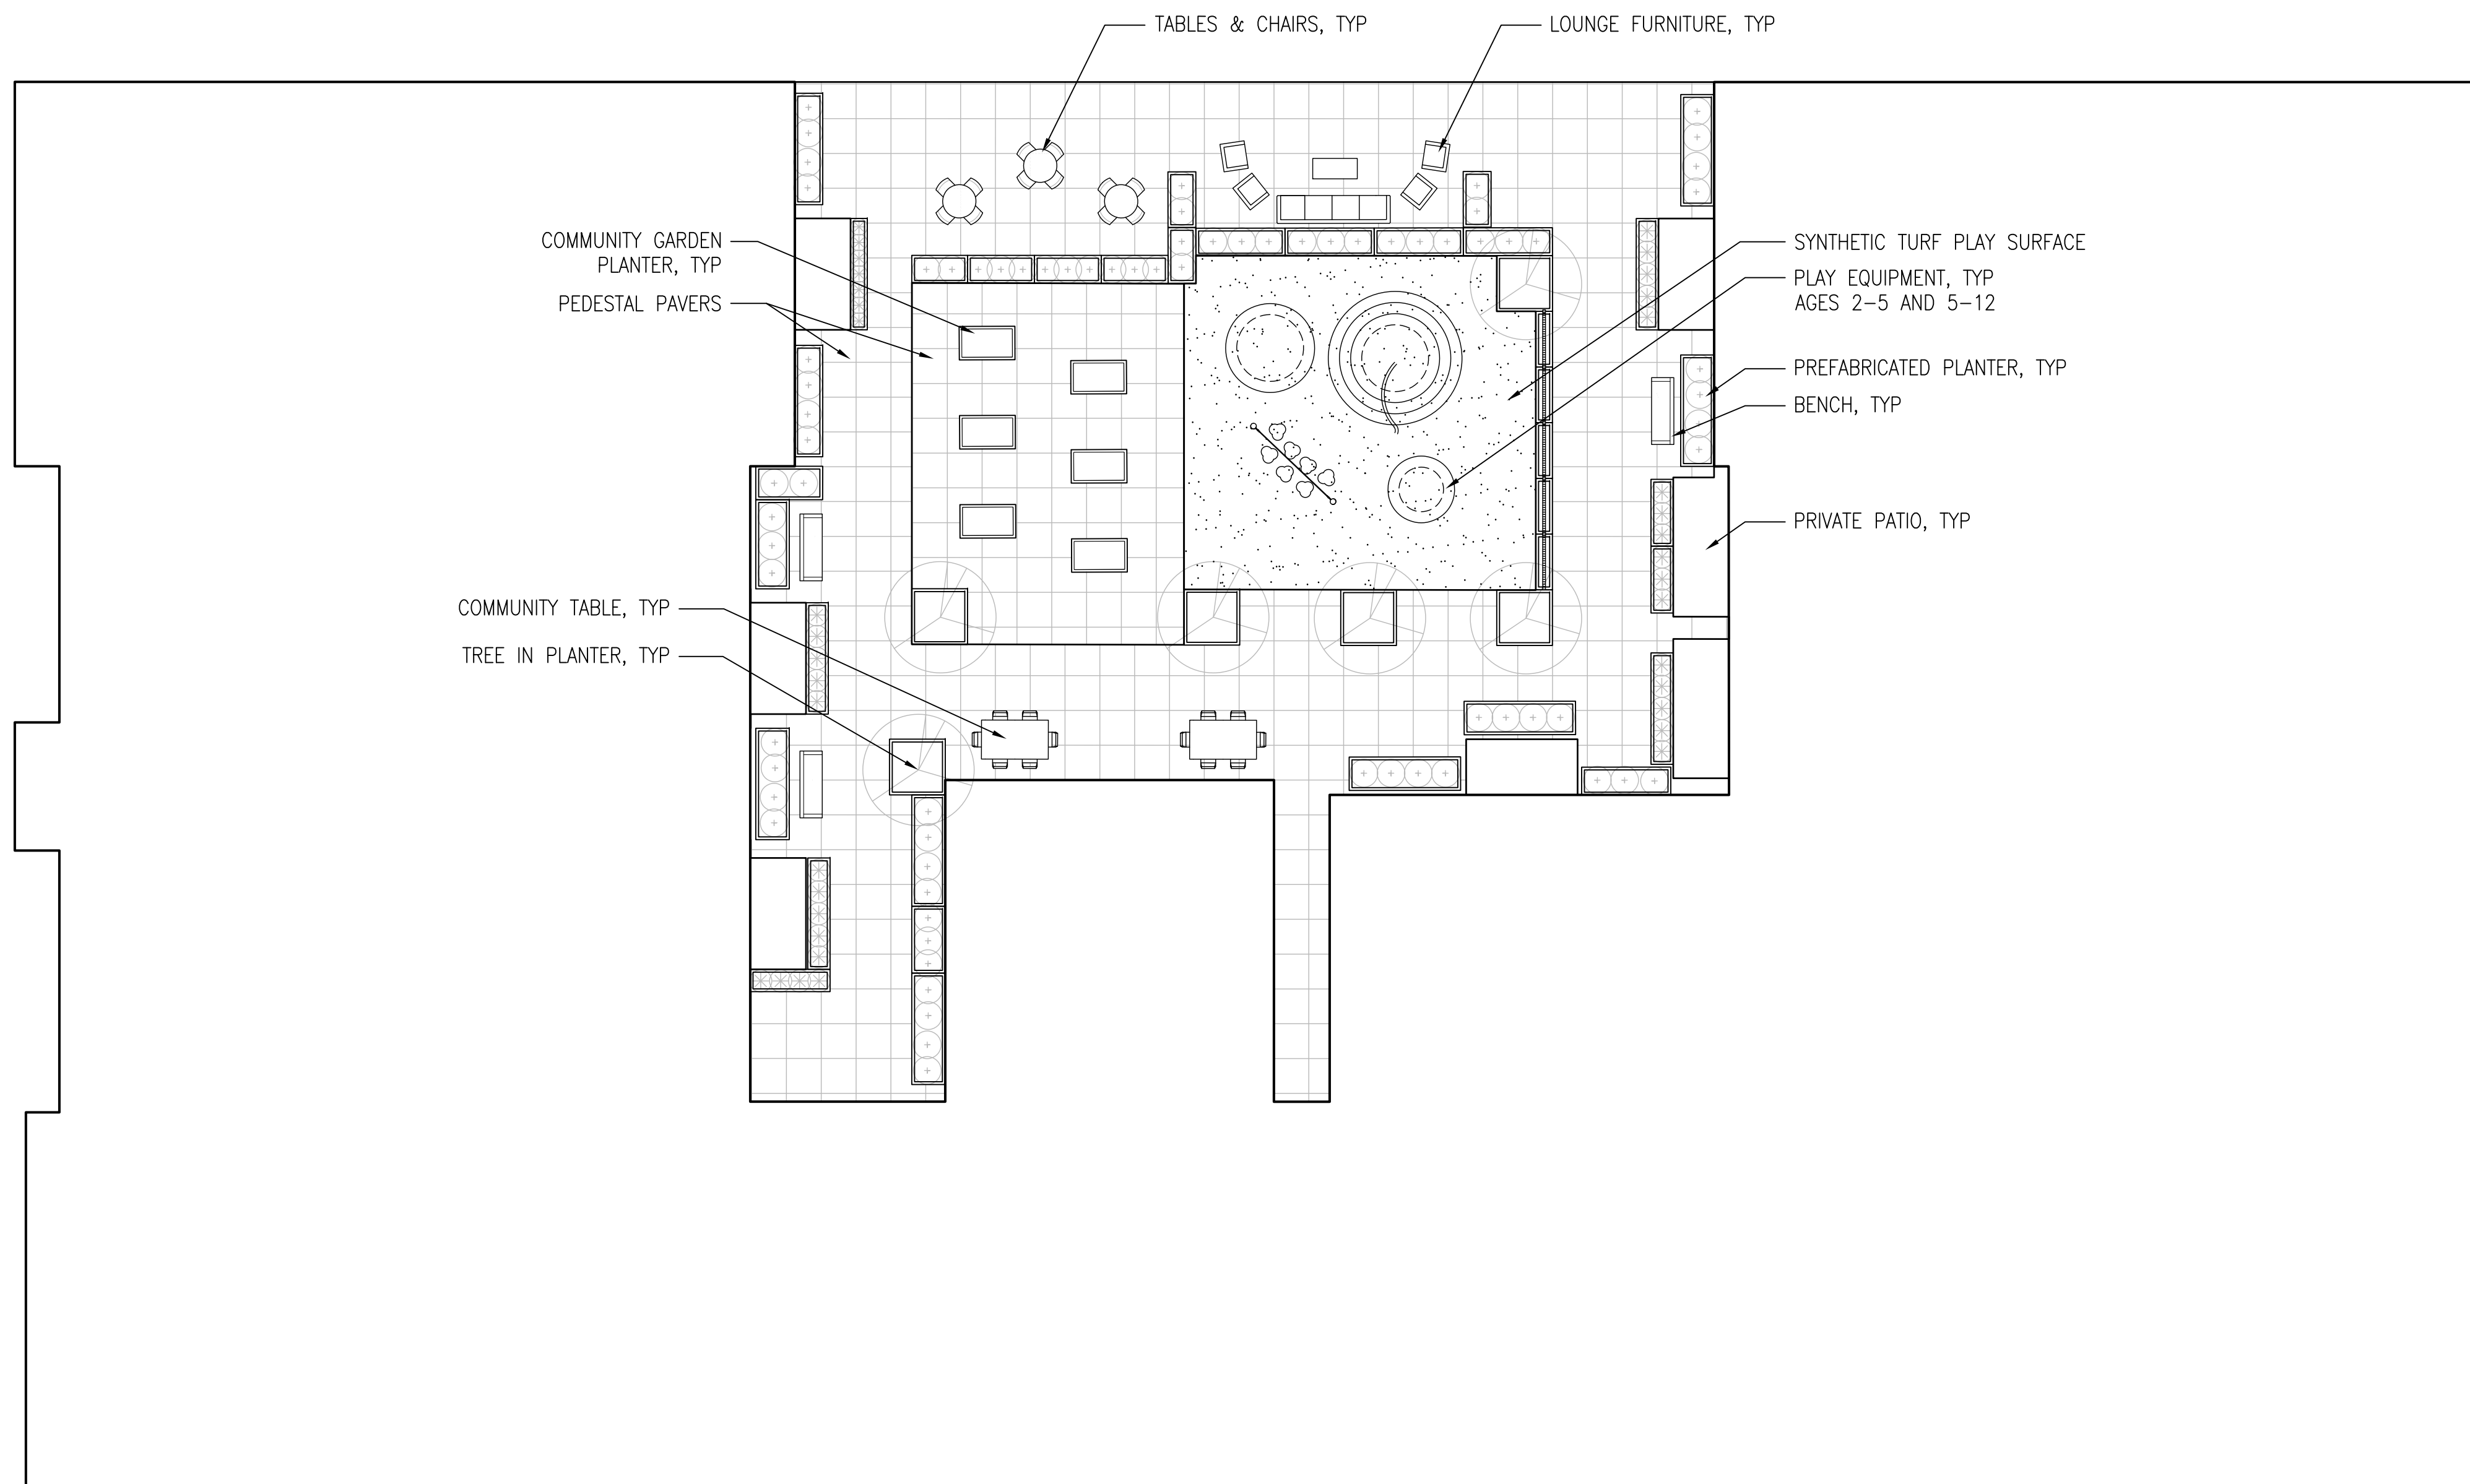 TABLES & CHAIRS, TYP
LOUNGE FURNITURE, TYP
COMMUNITY GARDEN
PLANTER, TYP
PEDESTAL PAVERS
SYNTHETIC TURF PLAY SURFACE
PLAY EQUIPMENT, TYP
AGES 2-5 AND 5-12
PREFABRICATED PLANTER, TYP
BENCH, TYP
PRIVATE PATIO, TYP
COMMUNITY TABLE, TYP
TREE IN PLANTER, TYP